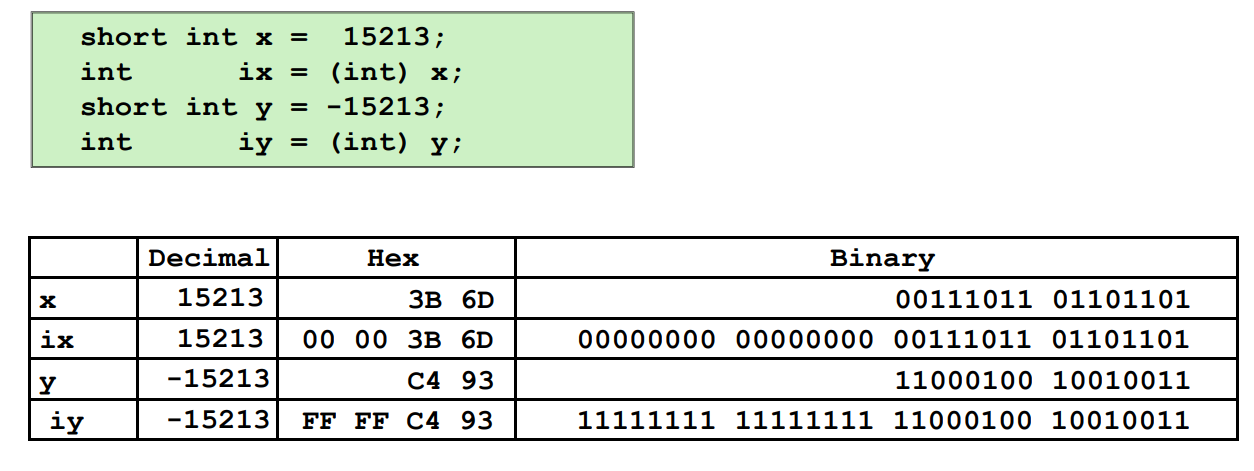 short int x =  15213;
int      ix = (int) x;
short int y = -15213;
int      iy = (int) y;
Decimal Hex Binary
x 15213 3B 6D 00111011 01101101
ix 15213 00 00 3B 6D 00000000 00000000 00111011 01101101
y -15213 C4 93 11000100 10010011
iy -15213 FF FF C4 93 11111111 11111111 11000100 10010011